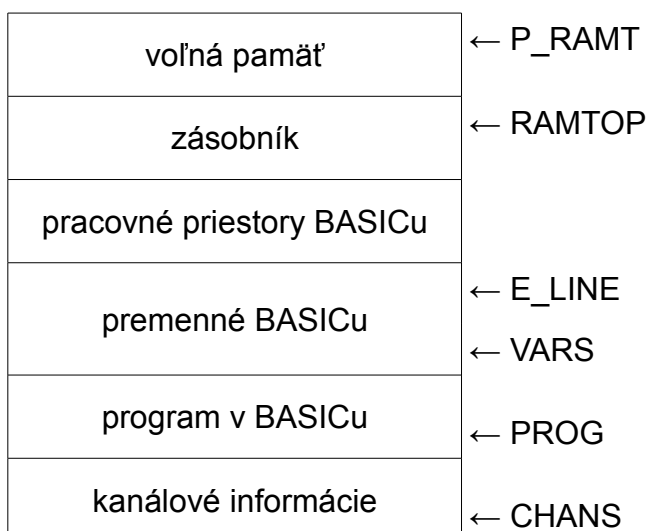 voľná pamäť
← P_RAMT
zásobník
← RAMTOP
pracovné priestory BASICu
premenné BASICu
← E_LINE
← VARS
program v BASICu
← PROG
kanálové informácie
← CHANS